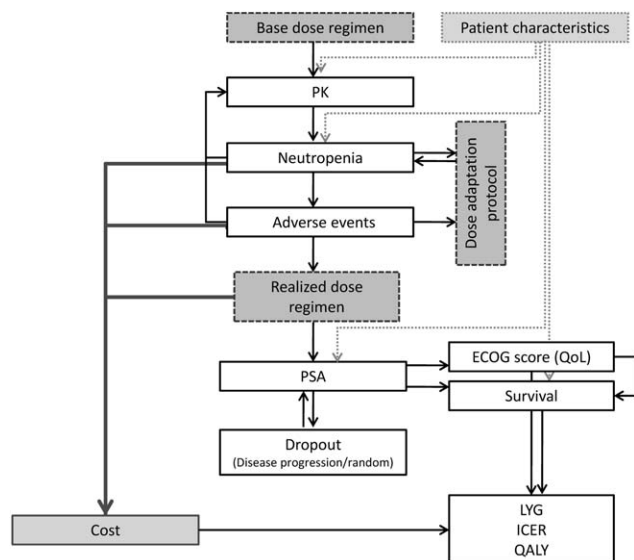 Base dose regimen
Patient characteristics
PK
Neutropenia
Dose adaptation
protocol
Adverse events
Realized dose
regimen
ECOG score (QoL)
PSA
Survival
Dropout
(Disease progression/random)
LYG
ICER
QALY
Cost